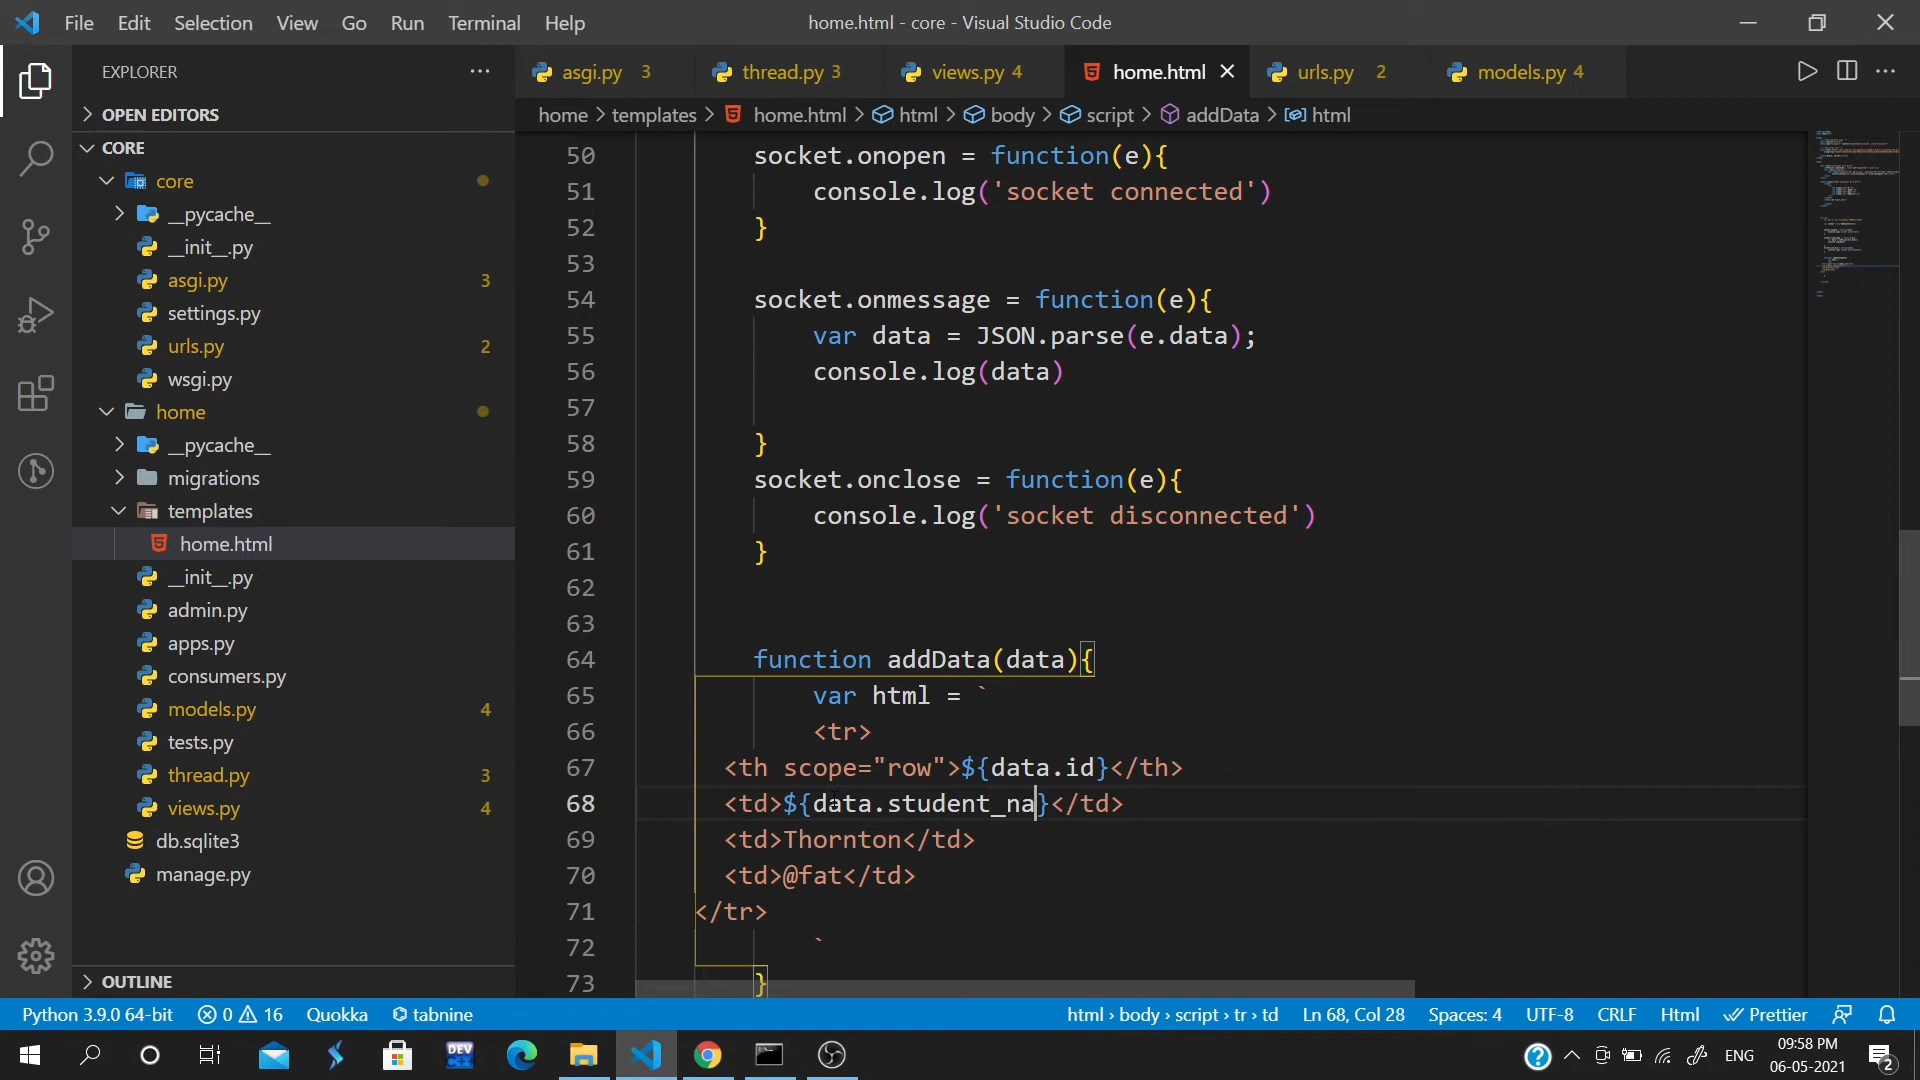 File Edit Selection View Go Run Terminal Help
home.html - core - Visual Studio Code
EXPLORER
OPEN EDITORS
CORE
core
__pycache__
__init__.py
asgi.py 3
settings.py
urls.py 2
wsgi.py
home
__pycache__
migrations
templates
home.html
__init__.py
admin.py
apps.py
consumers.py
models.py 4
tests.py
thread.py 3
views.py 4
db.sqlite3
manage.py
OUTLINE
asgi.py 3 thread.py 3 views.py 4 home.html urls.py 2 models.py 4
home > templates > home.html > html > body > script > addData > html
50 socket.onopen = function(e){
51 console.log('socket connected')
52 }
53
54 socket.onmessage = function(e){
55 var data = JSON.parse(e.data);
56 console.log(data)
57
58 }
59 socket.onclose = function(e){
60 console.log('socket disconnected')
61 }
62
63
64 function addData(data){
65 var html = `
66 <tr>
67 <th scope="row">${data.id}</th>
68 <td>${data.student_na}</td>
69 <td>Thornton</td>
70 <td>@fat</td>
71 </tr>
72 `
73 }
Python 3.9.0 64-bit 0 16 Quokka tabnine html › body › script › tr › td Ln 68, Col 28 Spaces: 4 UTF-8 CRLF Html Prettier
DEV C++
ENG
09:58 PM
06-05-2021
2